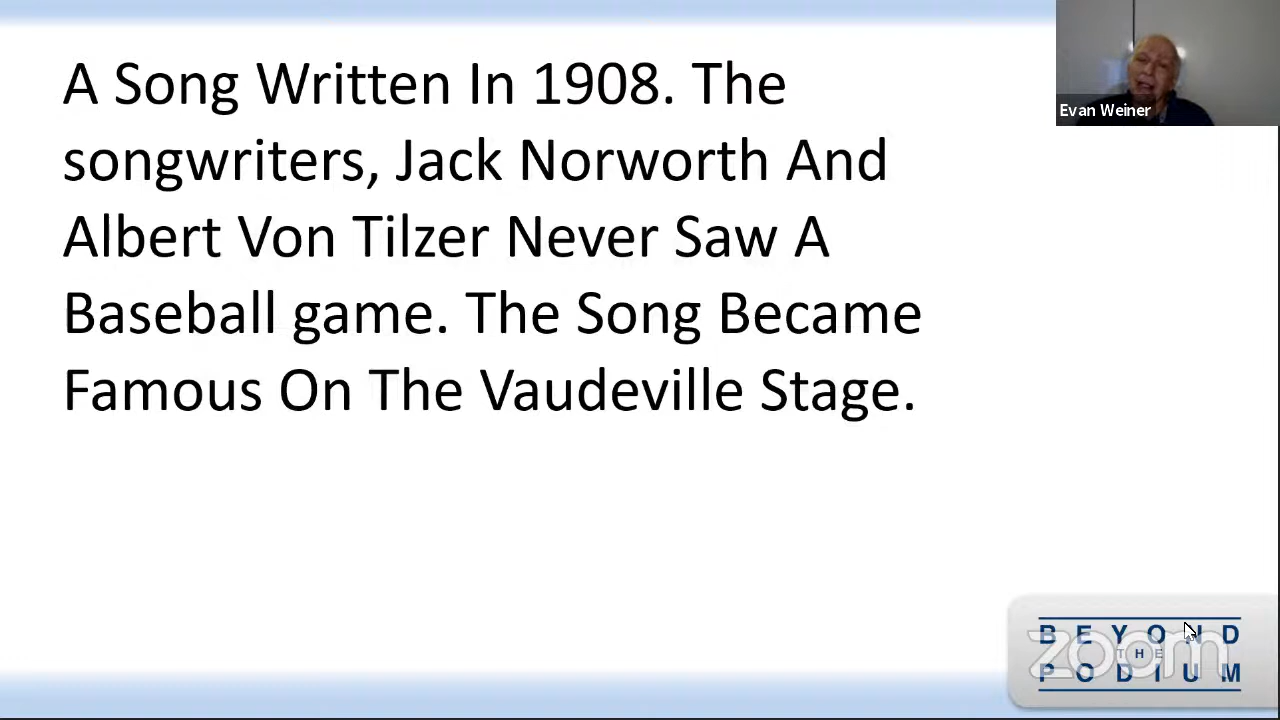 A Song Written In 1908. The
songwriters, Jack Norworth And
Albert Von Tilzer Never Saw A
Baseball game. The Song Became
Famous On The Vaudeville Stage.
Evan Weiner
BEYOND
THE
PODIUM
zoom